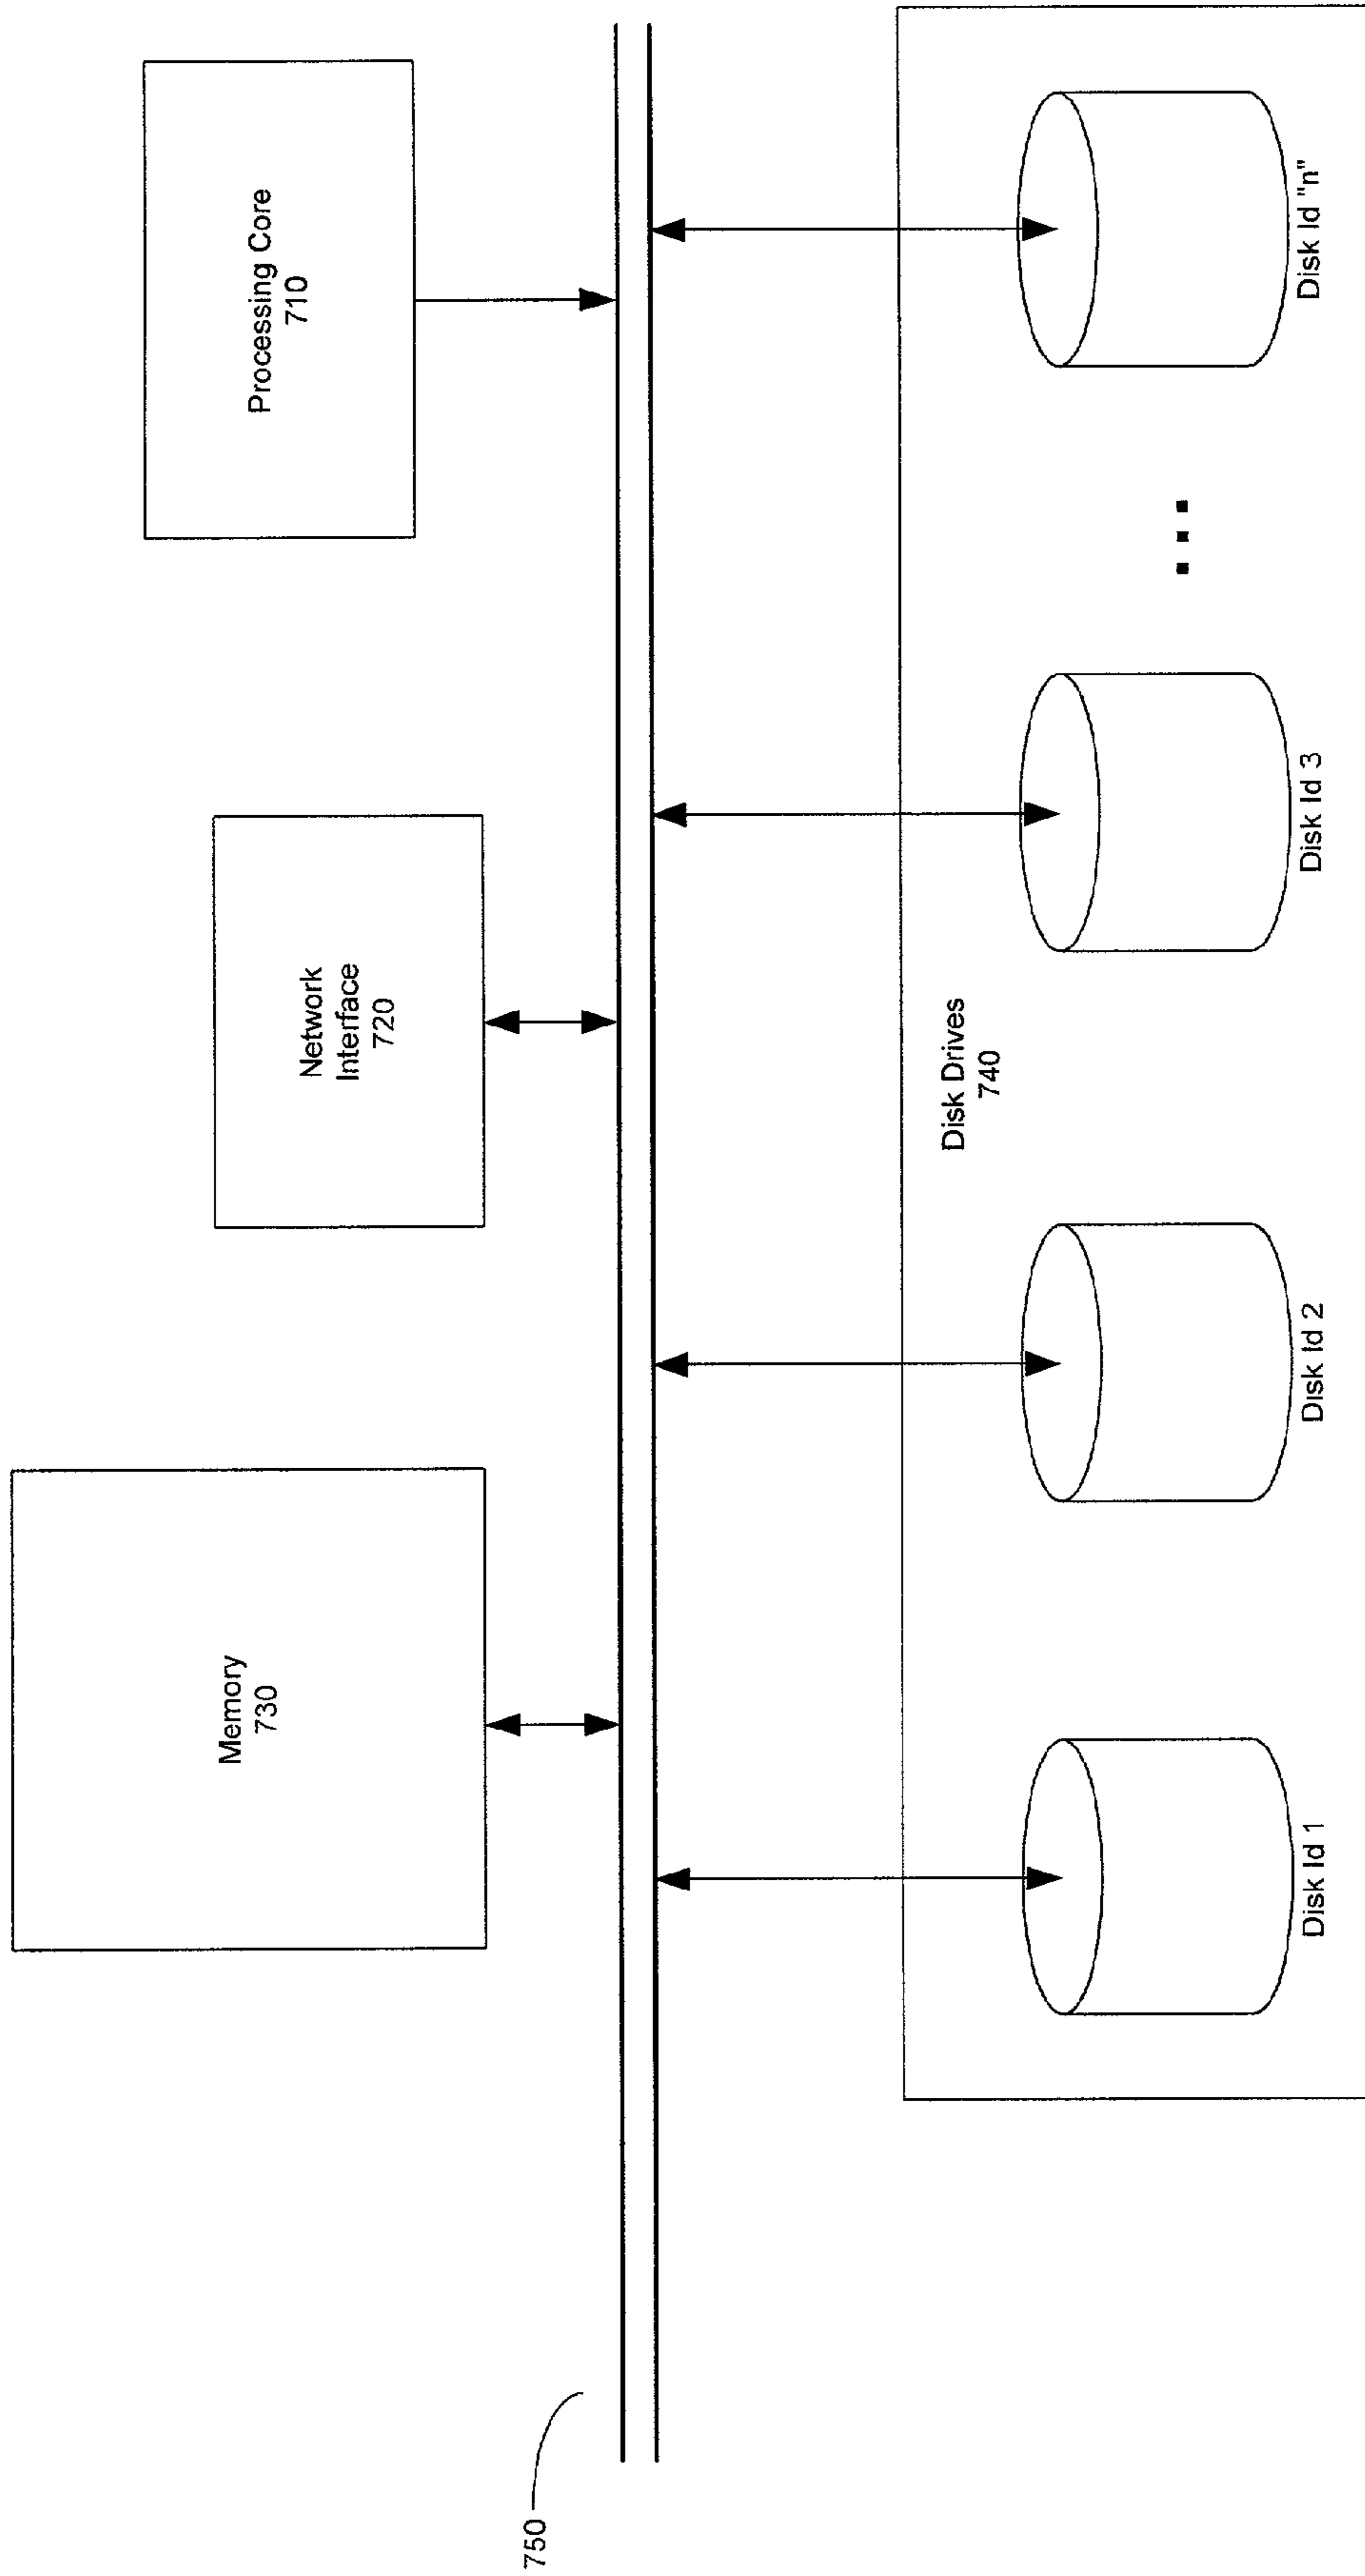 Memory
730
Network
Interface
720
Processing Core
710
750
Disk Drives
740
Disk Id 1
Disk Id 2
Disk Id 3
Disk Id "n"